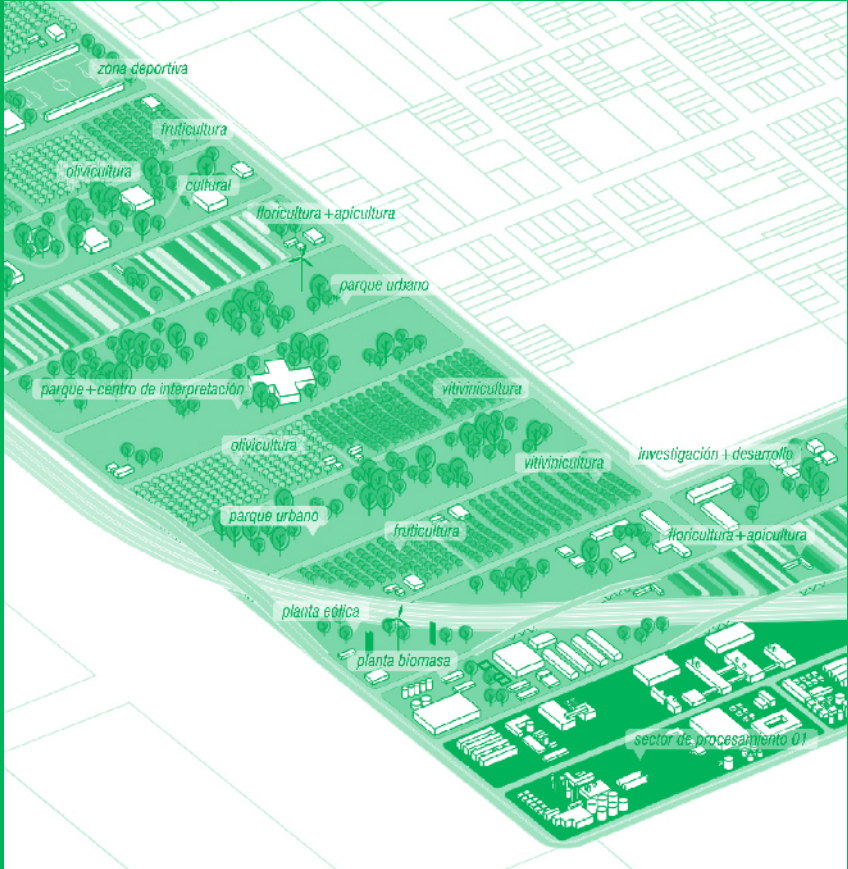 zona deportiva
fruticultura
olivicultura
cultural
floricultura+apicultura
parque urbano
parque+centro de interpretación
vitivinicultura
olivicultura
investigación+desarrollo
vitivinicultura
parque urbano
fruticultura
floricultura+apicultura
planta eólica
planta biomasa
sector de procesamiento 01